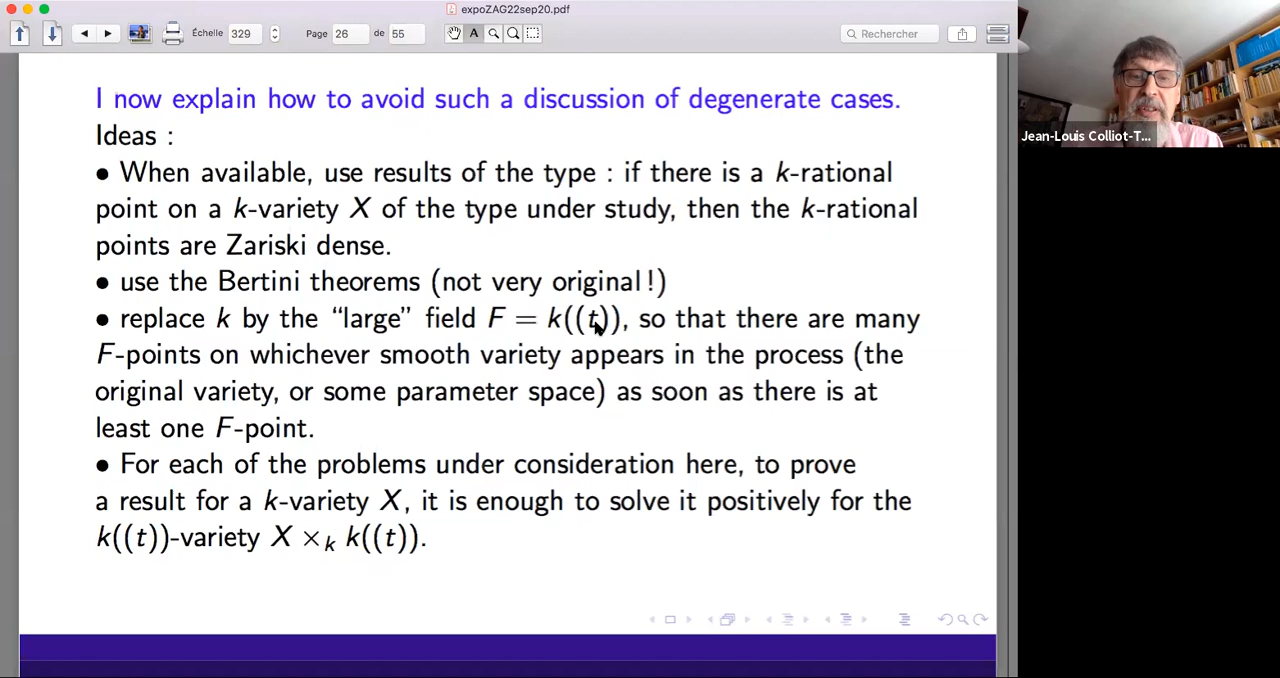 expoZAG22sep20.pdf
Échelle 329 Page 26 de 55 Rechercher
I now explain how to avoid such a discussion of degenerate cases.
Ideas :
• When available, use results of the type : if there is a k-rational
point on a k-variety X of the type under study, then the k-rational
points are Zariski dense.
• use the Bertini theorems (not very original !)
• replace k by the “large” field F = k((t)), so that there are many
F-points on whichever smooth variety appears in the process (the
original variety, or some parameter space) as soon as there is at
least one F-point.
• For each of the problems under consideration here, to prove
a result for a k-variety X, it is enough to solve it positively for the
k((t))-variety X ×ₖ k((t)).
Jean-Louis Colliot-T...